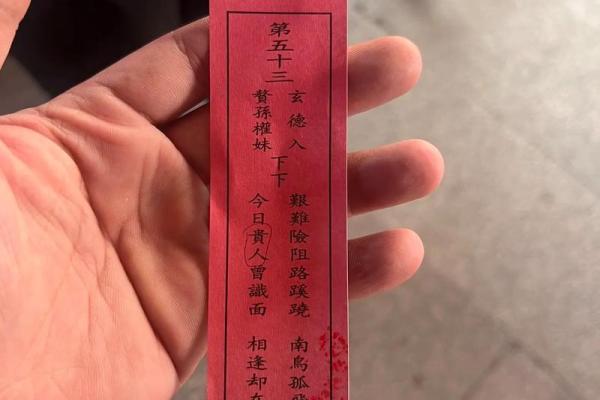 第五十三
玄德入
贅孫權妹
下下
艱難險阻路蹊蹺
南鳥孤
今日貴人曾識面
相逢却